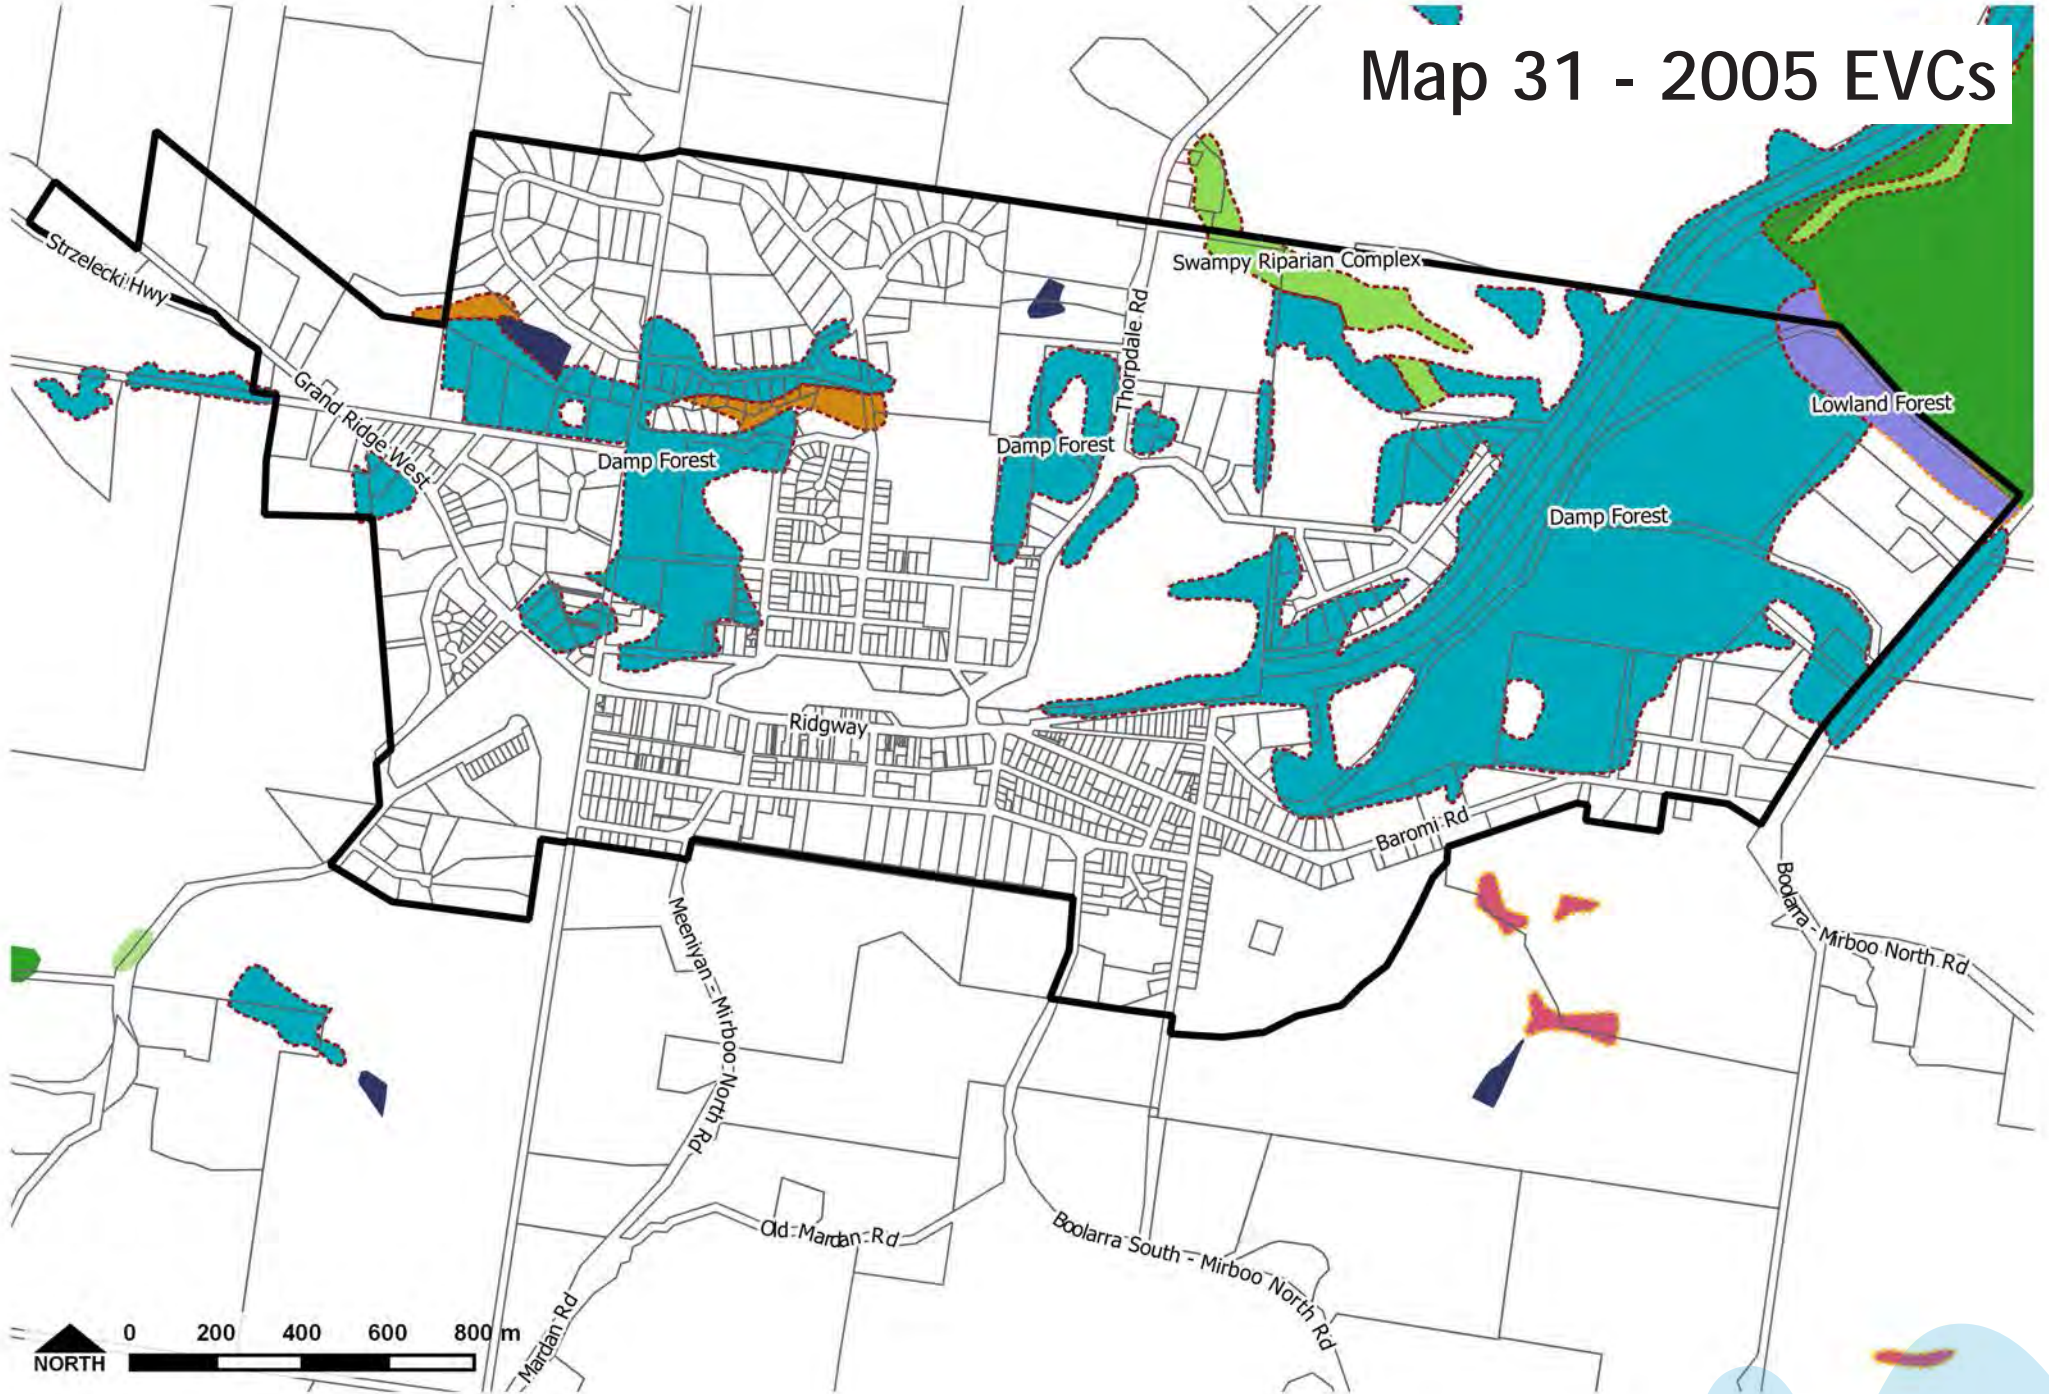 Map 31 - 2005 EVCs
Strzelecki Hwy
Swampy Riparian Complex
Thorpdale Rd
Grand Ridge West
Lowland Forest
Damp Forest
Damp Forest
Damp Forest
Ridgway
Baromi Rd
Boolarra - Mirboo North Rd
Meeniyan - Mirboo North Rd
Old Mardan Rd
Boolarra South - Mirboo North Rd
Mardan Rd
0 200 400 600 800 m
NORTH